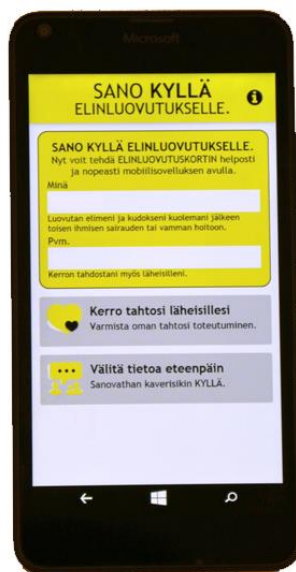 Microsoft
SANO KYLLÄ
ELINLUOVUTUKSELLE.
SANO KYLLÄ ELINLUOVUTUKSELLE.
Nyt voit tehdä ELINLUOVUTUSKORTIN helposti
ja nopeasti mobiilisovelluksen avulla.
Minä
Luovutan elimeni ja kudokseni kuolemani jälkeen
toisen ihmisen sairauden tai vamman hoitoon.
Pvm.
Kerron tahdostani myös läheisilleni.
Kerro tahtosi läheisillesi
Varmista oman tahtosi toteutuminen.
Välitä tietoa eteenpäin
Sanovathan kaverisikin KYLLÄ.